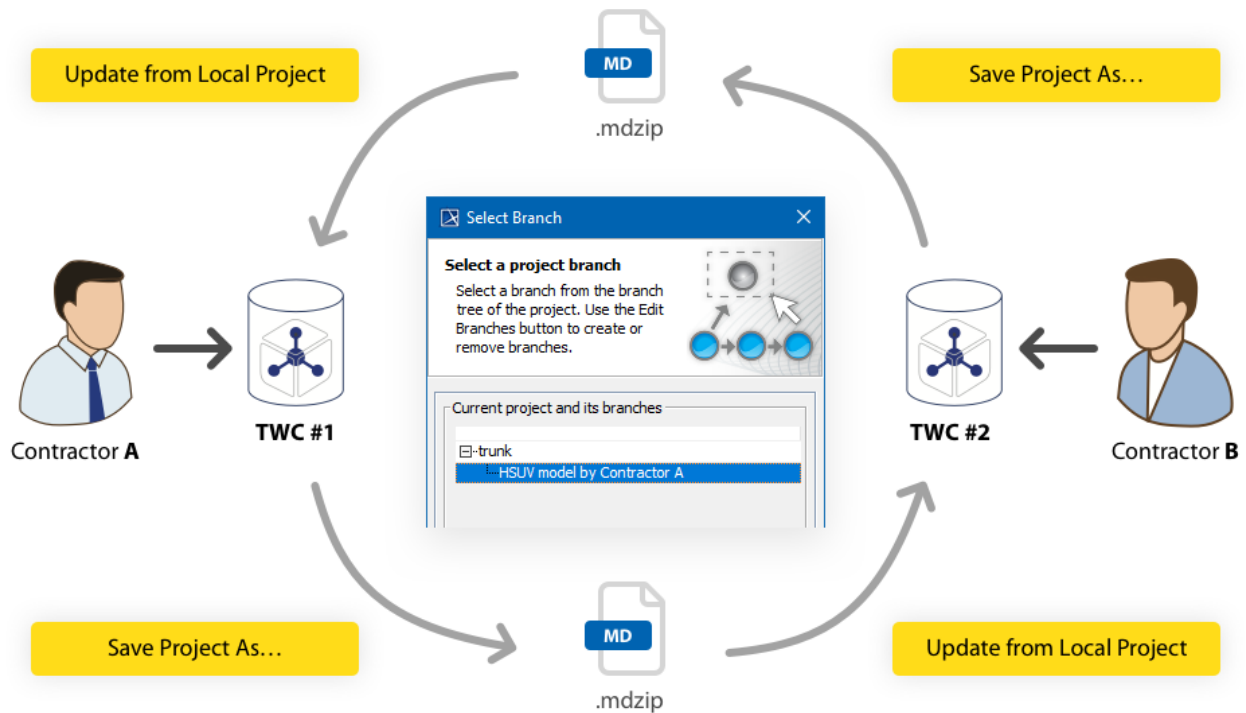 Update from Local Project
MD
.mdzip
Save Project As…
Select Branch
Select a project branch
Select a branch from the branch
tree of the project. Use the Edit
Branches button to create or
remove branches.
Current project and its branches
trunk
HSUV model by Contractor A
Contractor A
TWC #1
TWC #2
Contractor B
Save Project As…
MD
.mdzip
Update from Local Project